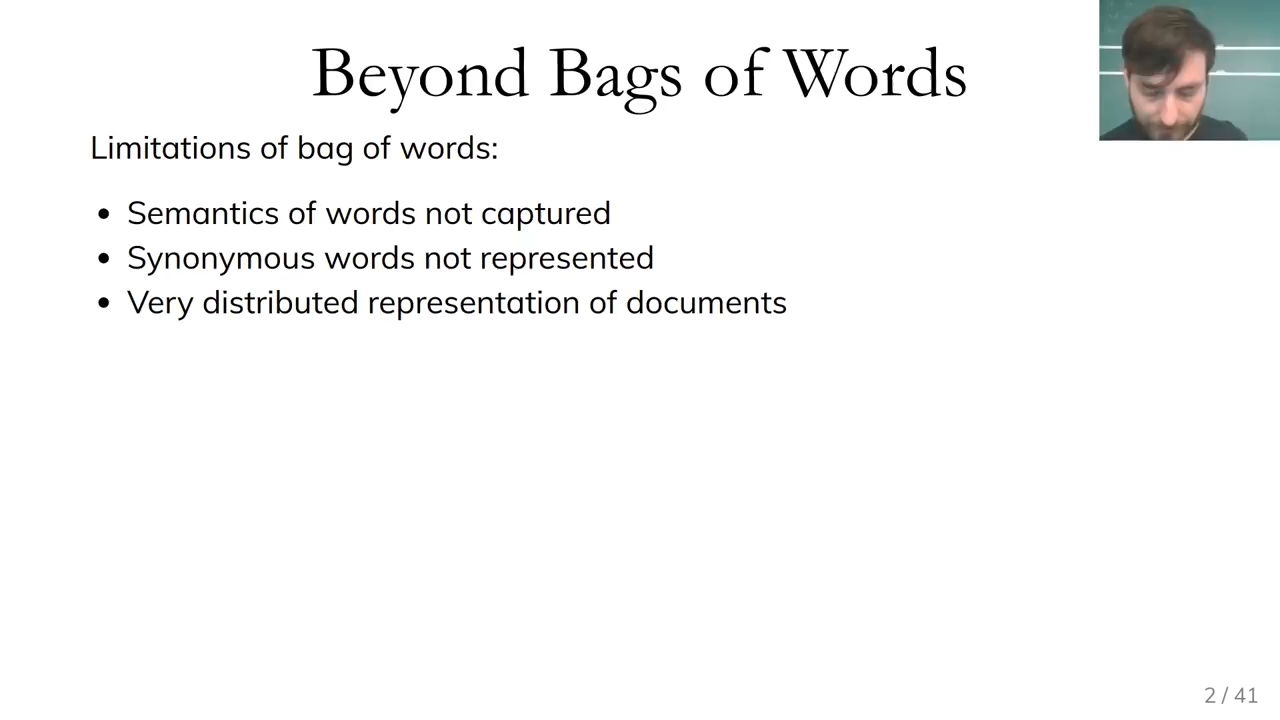 Beyond Bags of Words
Limitations of bag of words:
• Semantics of words not captured
• Synonymous words not represented
• Very distributed representation of documents
2 / 41